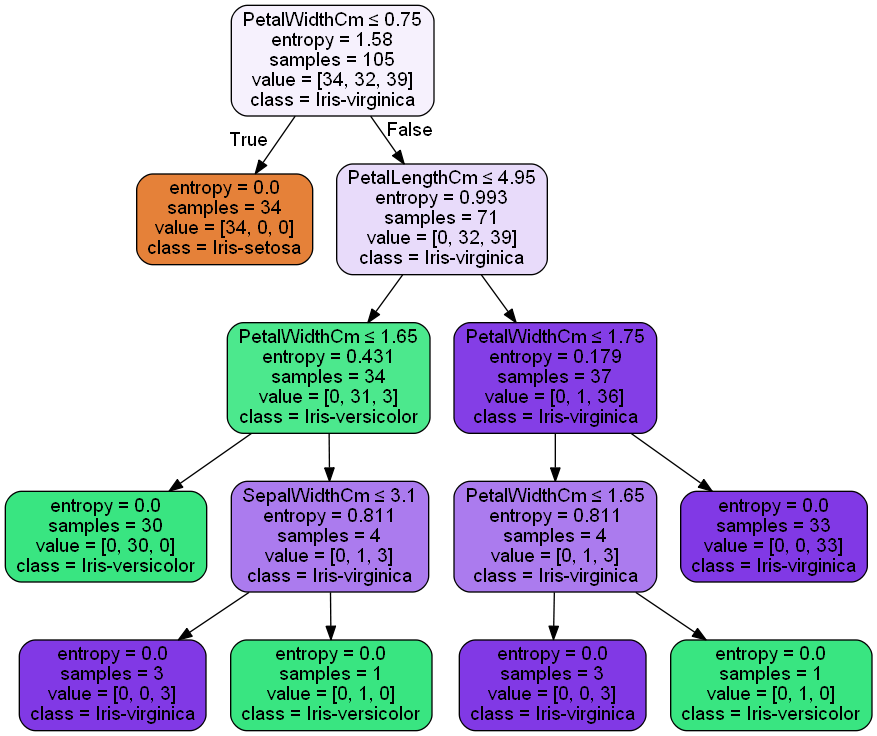 PetalWidthCm ≤ 0.75
entropy = 1.58
samples = 105
value = [34, 32, 39]
class = Iris-virginica
True
False
entropy = 0.0
samples = 34
value = [34, 0, 0]
class = Iris-setosa
PetalLengthCm ≤ 4.95
entropy = 0.993
samples = 71
value = [0, 32, 39]
class = Iris-virginica
PetalWidthCm ≤ 1.65
entropy = 0.431
samples = 34
value = [0, 31, 3]
class = Iris-versicolor
PetalWidthCm ≤ 1.75
entropy = 0.179
samples = 37
value = [0, 1, 36]
class = Iris-virginica
entropy = 0.0
samples = 30
value = [0, 30, 0]
class = Iris-versicolor
SepalWidthCm ≤ 3.1
entropy = 0.811
samples = 4
value = [0, 1, 3]
class = Iris-virginica
PetalWidthCm ≤ 1.65
entropy = 0.811
samples = 4
value = [0, 1, 3]
class = Iris-virginica
entropy = 0.0
samples = 33
value = [0, 0, 33]
class = Iris-virginica
entropy = 0.0
samples = 3
value = [0, 0, 3]
class = Iris-virginica
entropy = 0.0
samples = 1
value = [0, 1, 0]
class = Iris-versicolor
entropy = 0.0
samples = 3
value = [0, 0, 3]
class = Iris-virginica
entropy = 0.0
samples = 1
value = [0, 1, 0]
class = Iris-versicolor